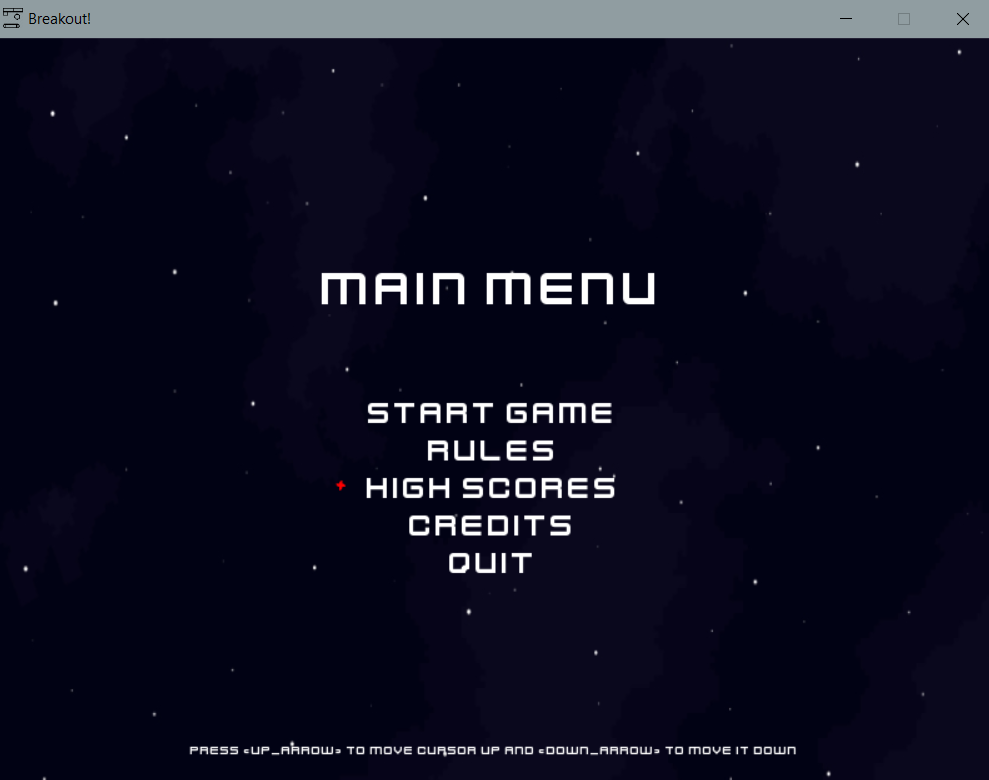 Breakout!
MAIN MENU
START GAME
RULES
HIGH SCORES
CREDITS
QUIT
PRESS <UP_ARROW> TO MOVE CURSOR UP AND <DOWN_ARROW> TO MOVE IT DOWN